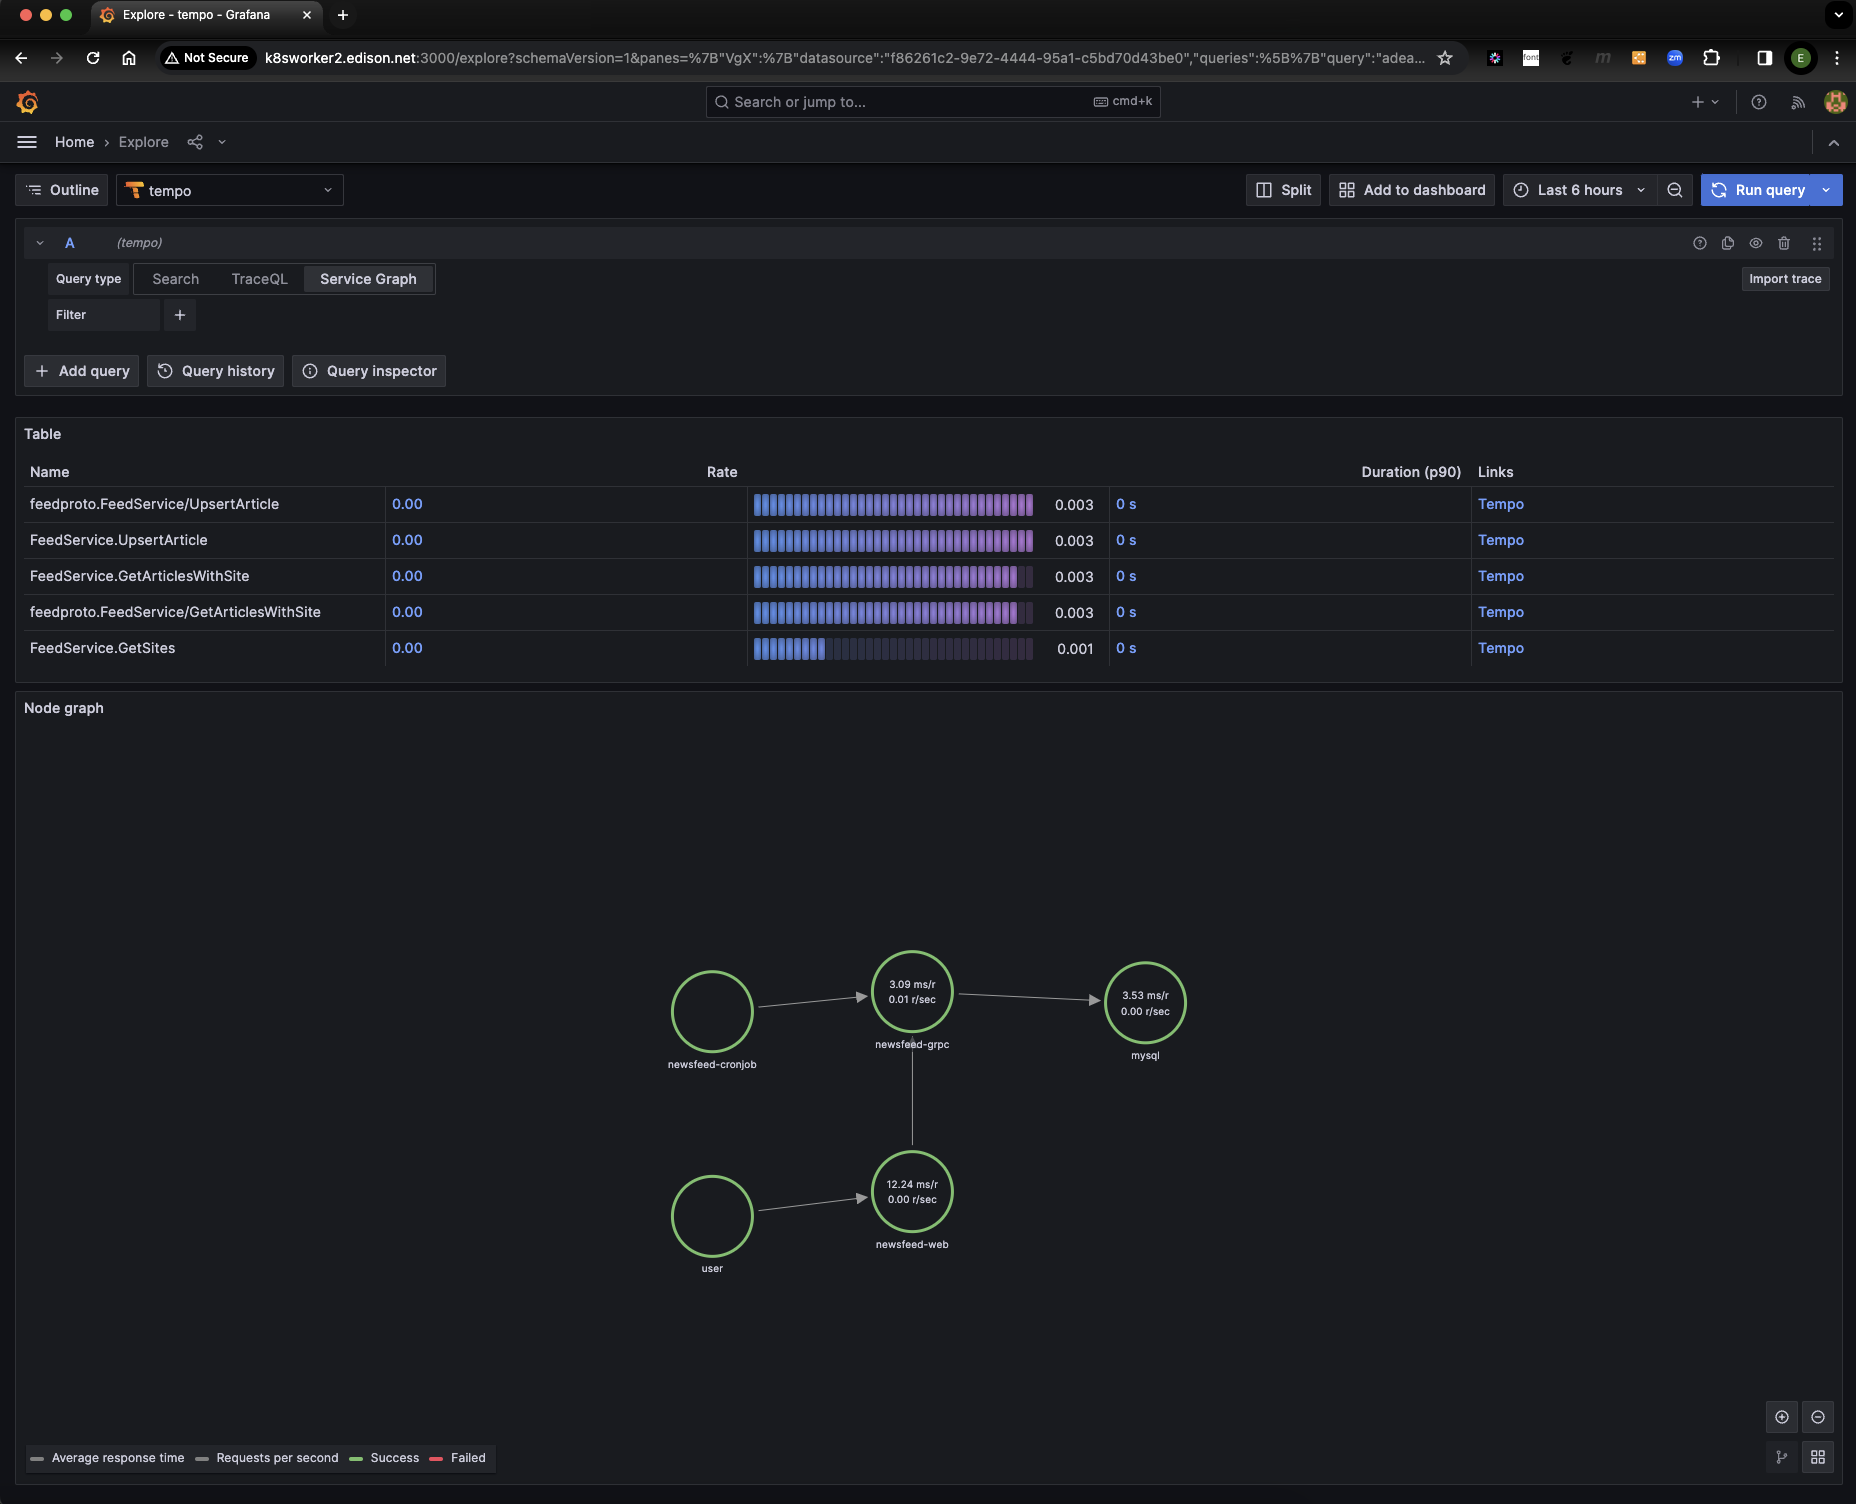 Explore - tempo - Grafana
Not Secure k8sworker2.edison.net:3000/explore?schemaVersion=1&panes=%7B"VgX":%7B"datasource":"f86261c2-9e72-4444-95a1-c5bd70d43be0","queries":%5B%7B"query":"adea... font m zm E
Search or jump to... cmd+k
Home Explore
Outline tempo Split Add to dashboard Last 6 hours Run query
A (tempo)
Query type Search TraceQL Service Graph Import trace
Filter
Add query Query history Query inspector
Table
Name Rate Duration (p90) Links
feedproto.FeedService/UpsertArticle 0.00 0.003 0 s Tempo
FeedService.UpsertArticle 0.00 0.003 0 s Tempo
FeedService.GetArticlesWithSite 0.00 0.003 0 s Tempo
feedproto.FeedService/GetArticlesWithSite 0.00 0.003 0 s Tempo
FeedService.GetSites 0.00 0.001 0 s Tempo
Node graph
3.09 ms/r
0.01 r/sec
newsfeed-grpc
3.53 ms/r
0.00 r/sec
mysql
newsfeed-cronjob
12.24 ms/r
0.00 r/sec
newsfeed-web
user
Average response time Requests per second Success Failed